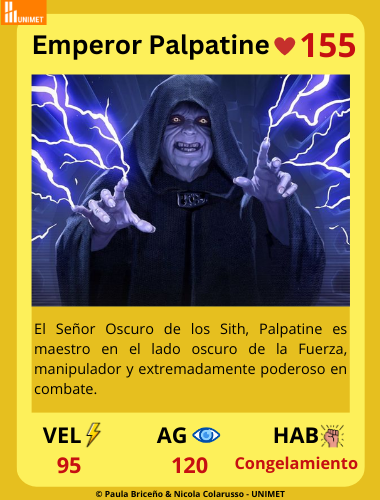 UNIMET
Emperor Palpatine 155
El Señor Oscuro de los Sith, Palpatine es
maestro en el lado oscuro de la Fuerza,
manipulador y extremadamente poderoso en
combate.
VEL AG HAB
95 120 Congelamiento
© Paula Briceño & Nicola Colarusso - UNIMET